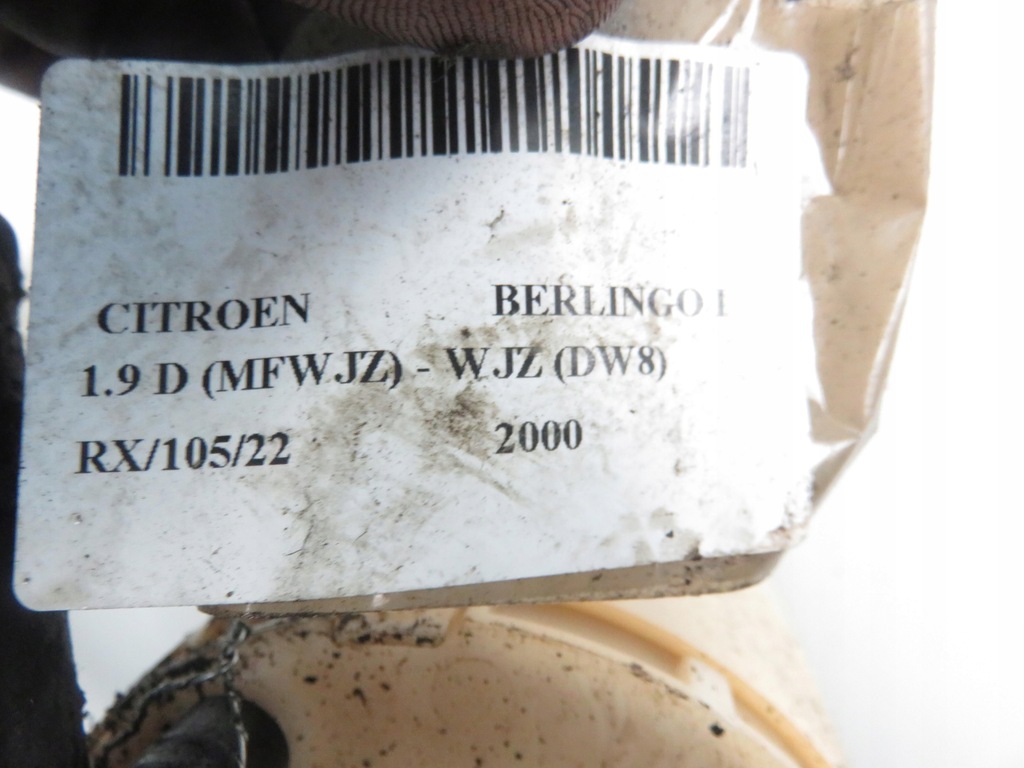 CITROEN BERLINGO I
1.9 D (MFWJZ) - WJZ (DW8)
RX/105/22 2000